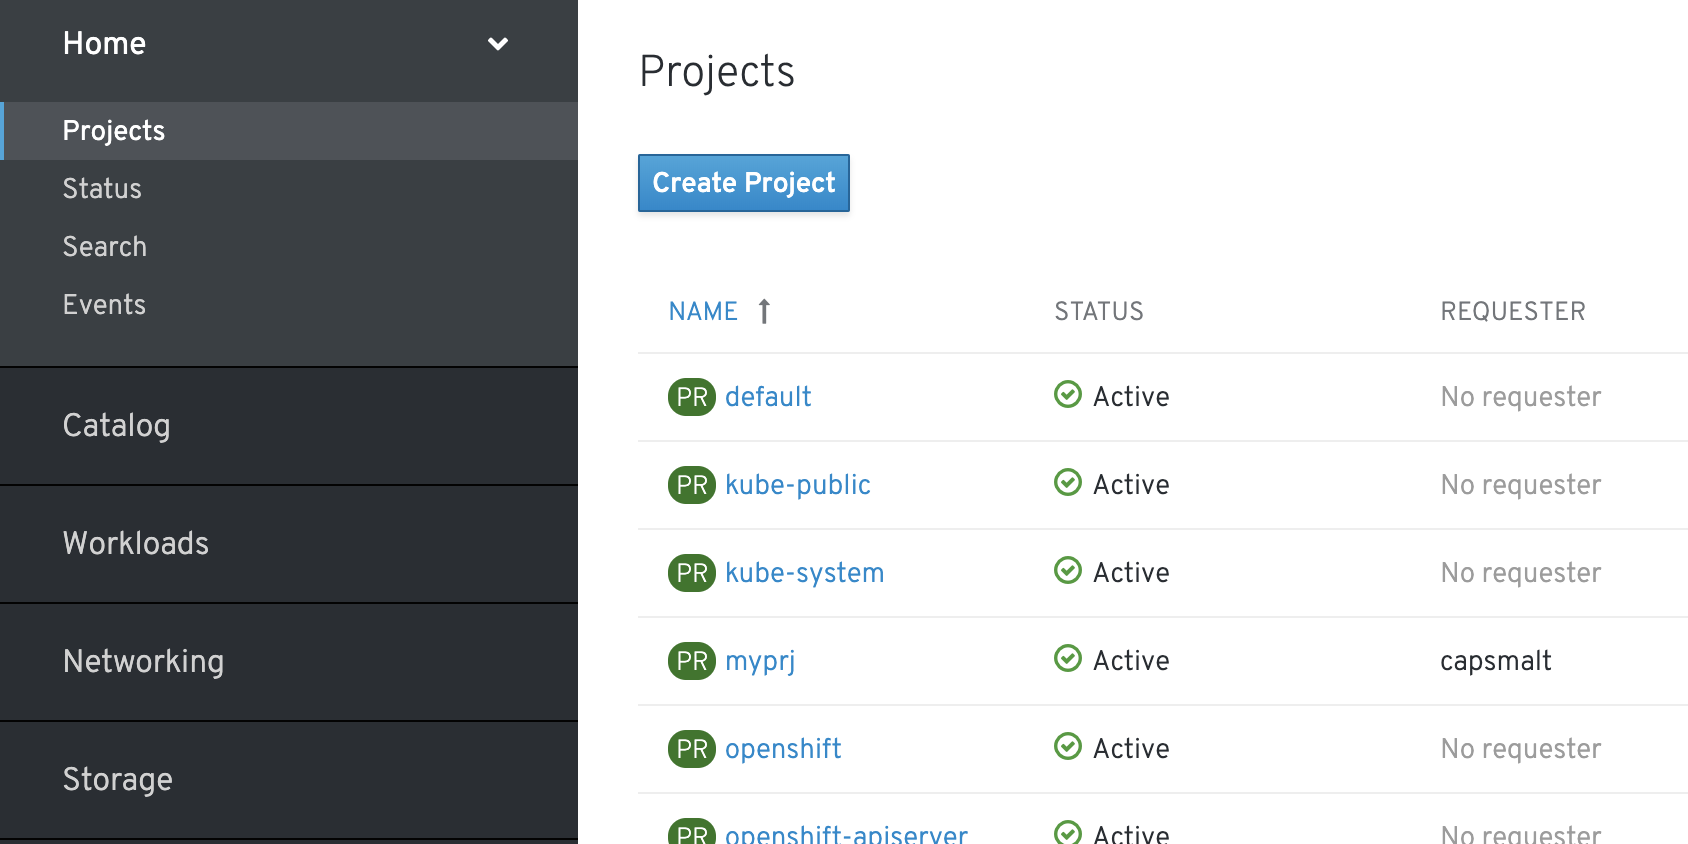 Home
Projects
Status
Search
Events
Catalog
Workloads
Networking
Storage
Projects
Create Project
NAME STATUS REQUESTER
PR default Active No requester
PR kube-public Active No requester
PR kube-system Active No requester
PR myprj Active capsmalt
PR openshift Active No requester
PR openshift-apiserver Active No requester